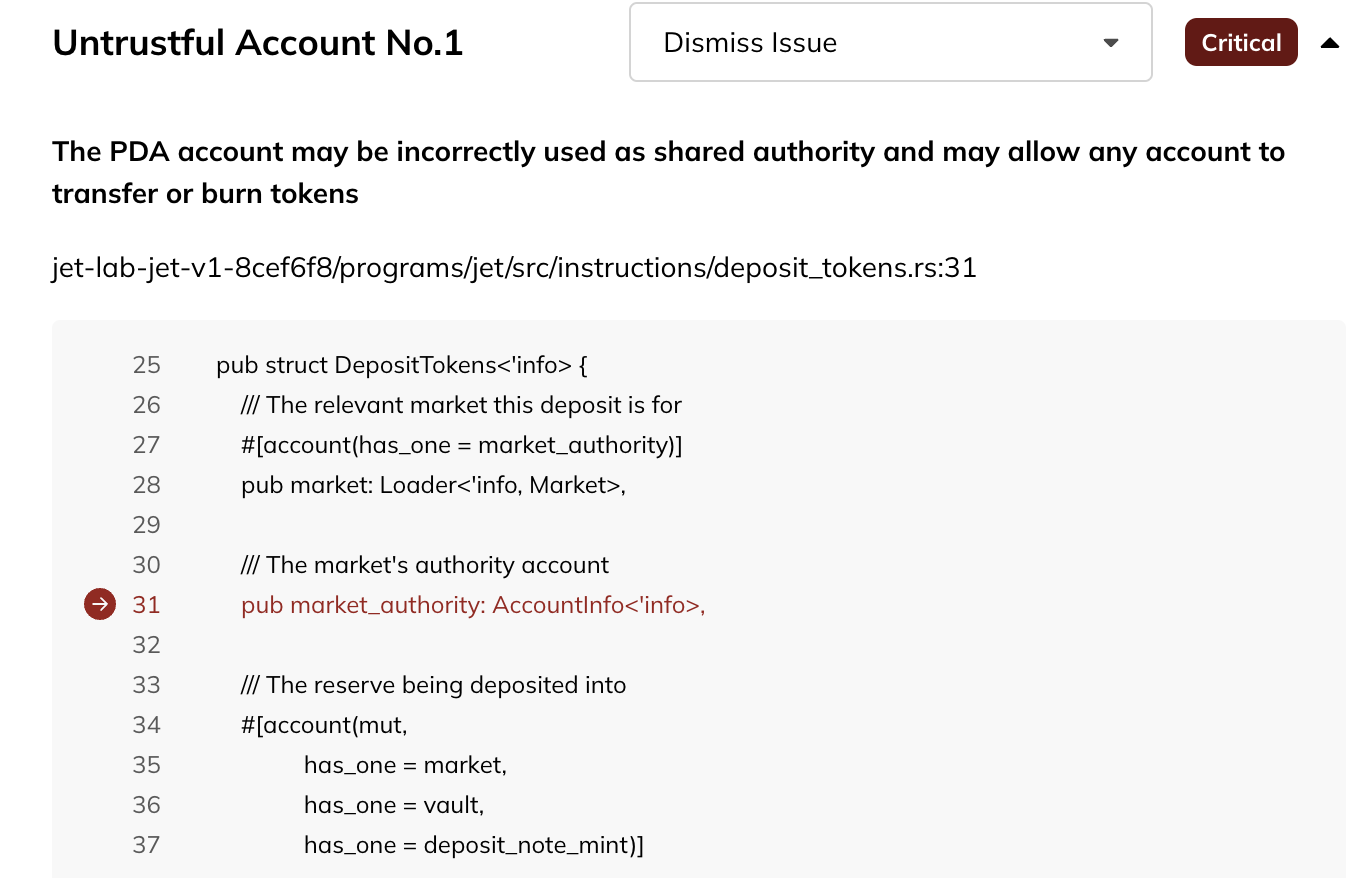 Untrustful Account No.1
Dismiss Issue
Critical
The PDA account may be incorrectly used as shared authority and may allow any account to
transfer or burn tokens
jet-lab-jet-v1-8cef6f8/programs/jet/src/instructions/deposit_tokens.rs:31
25 pub struct DepositTokens<'info> {
26 /// The relevant market this deposit is for
27 #[account(has_one = market_authority)]
28 pub market: Loader<'info, Market>,
29
30 /// The market's authority account
31 pub market_authority: AccountInfo<'info>,
32
33 /// The reserve being deposited into
34 #[account(mut,
35 has_one = market,
36 has_one = vault,
37 has_one = deposit_note_mint)]